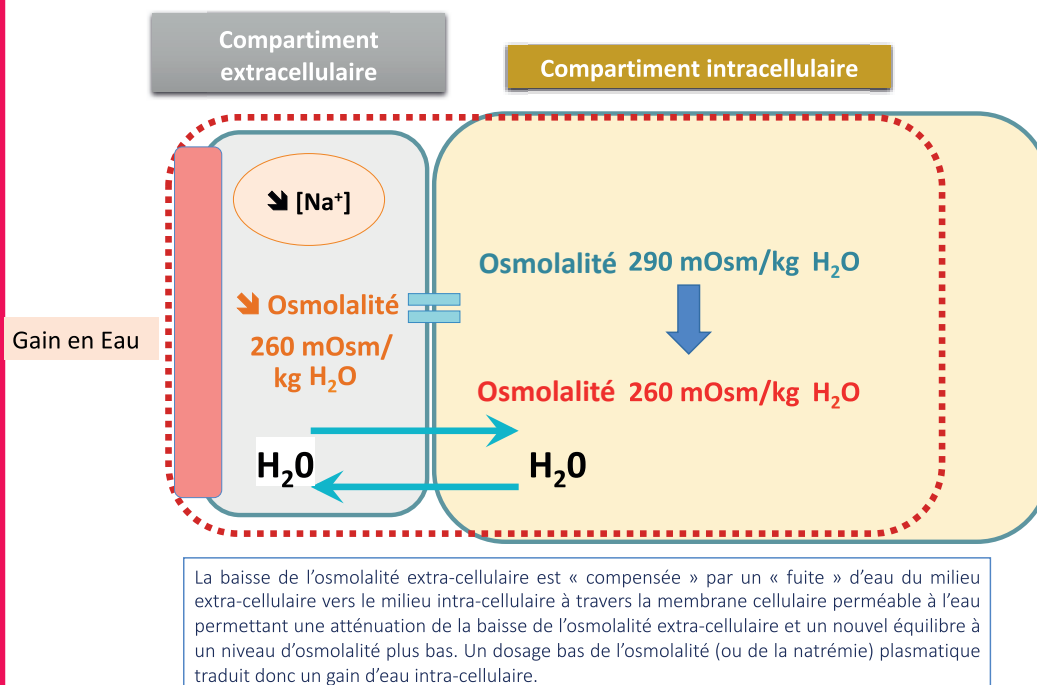 Compartiment
extracellulaire
Compartiment intracellulaire
➘ [Na⁺]
Osmolalité 290 mOsm/kg H₂O
➘ Osmolalité
260 mOsm/
kg H₂O
Gain en Eau
Osmolalité 260 mOsm/kg H₂O
H₂0
H₂0
La baisse de l’osmolalité extra-cellulaire est « compensée » par un « fuite » d’eau du milieu
extra-cellulaire vers le milieu intra-cellulaire à travers la membrane cellulaire perméable à l’eau
permettant une atténuation de la baisse de l’osmolalité extra-cellulaire et un nouvel équilibre à
un niveau d’osmolalité plus bas. Un dosage bas de l’osmolalité (ou de la natrémie) plasmatique
traduit donc un gain d’eau intra-cellulaire.